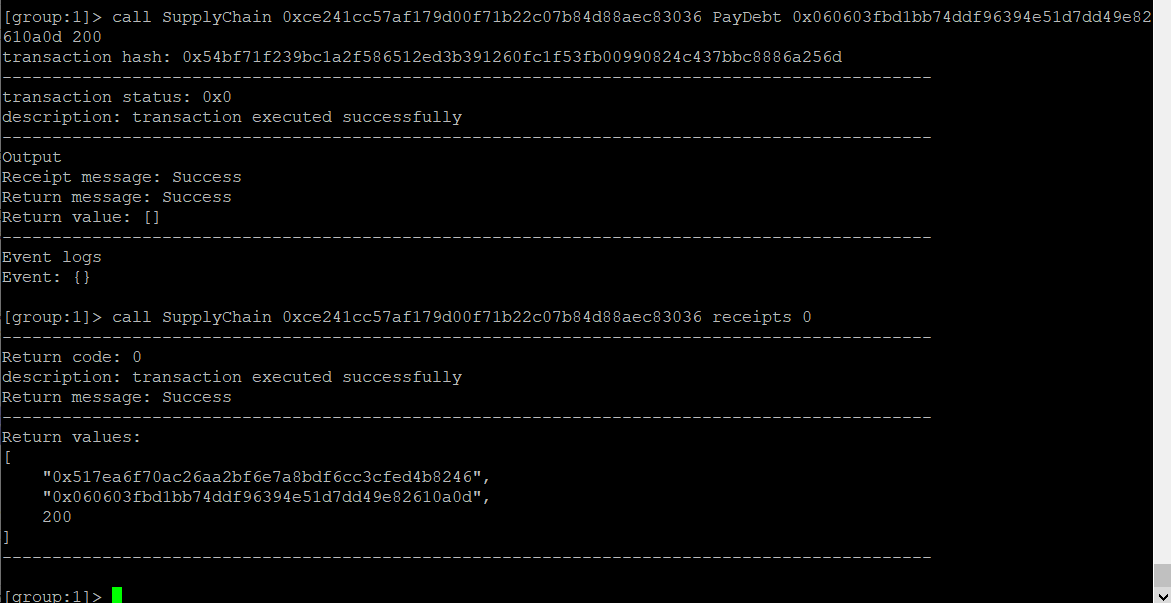 [group:1]> call SupplyChain 0xce241cc57af179d00f71b22c07b84d88aec83036 PayDebt 0x060603fbd1bb74ddf96394e51d7dd49e82
610a0d 200
transaction hash: 0x54bf71f239bc1a2f586512ed3b391260fc1f53fb00990824c437bbc8886a256d
---------------------------------------------------------------------------------------------
transaction status: 0x0
description: transaction executed successfully
---------------------------------------------------------------------------------------------
Output
Receipt message: Success
Return message: Success
Return value: []
---------------------------------------------------------------------------------------------
Event logs
Event: {}
[group:1]> call SupplyChain 0xce241cc57af179d00f71b22c07b84d88aec83036 receipts 0
---------------------------------------------------------------------------------------------
Return code: 0
description: transaction executed successfully
Return message: Success
---------------------------------------------------------------------------------------------
Return values:
[
    "0x517ea6f70ac26aa2bf6e7a8bdf6cc3cfed4b8246",
    "0x060603fbd1bb74ddf96394e51d7dd49e82610a0d",
    200
]
---------------------------------------------------------------------------------------------
[group:1]>